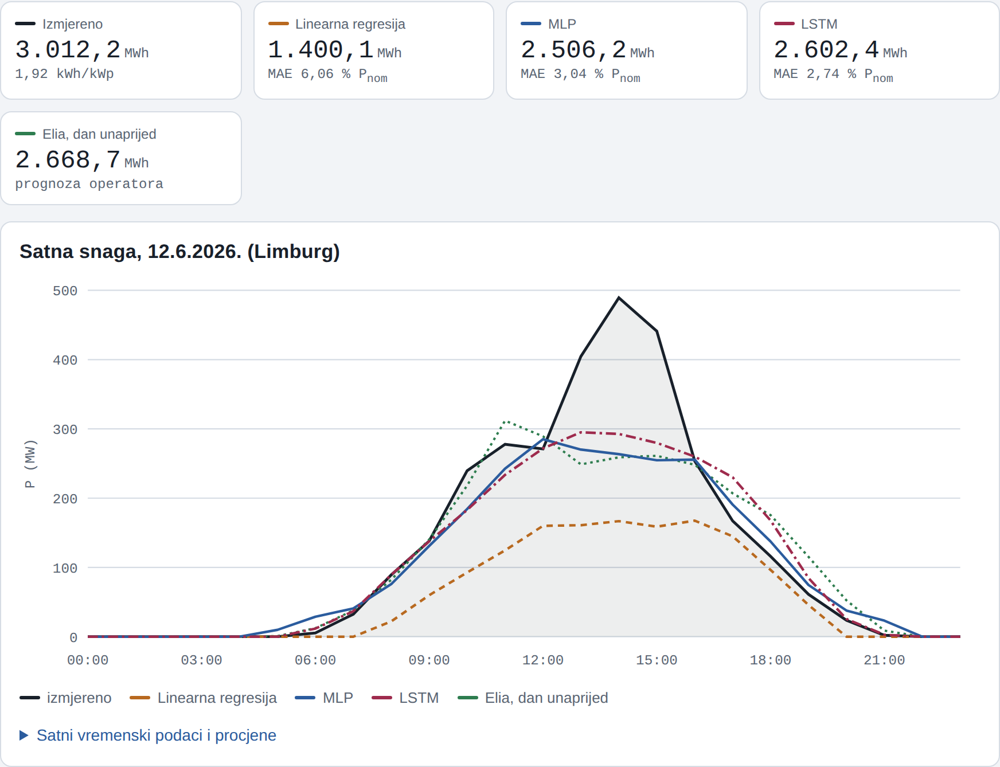 Izmjereno
3.012,2 MWh
1,92 kWh/kWp
Linearna regresija
1.400,1 MWh
MAE 6,06 % Pnom
MLP
2.506,2 MWh
MAE 3,04 % Pnom
LSTM
2.602,4 MWh
MAE 2,74 % Pnom
Elia, dan unaprijed
2.668,7 MWh
prognoza operatora
Satna snaga, 12.6.2026. (Limburg)
P (MW)
500
400
300
200
100
0
00:00 03:00 06:00 09:00 12:00 15:00 18:00 21:00
izmjereno Linearna regresija MLP LSTM Elia, dan unaprijed
Satni vremenski podaci i procjene